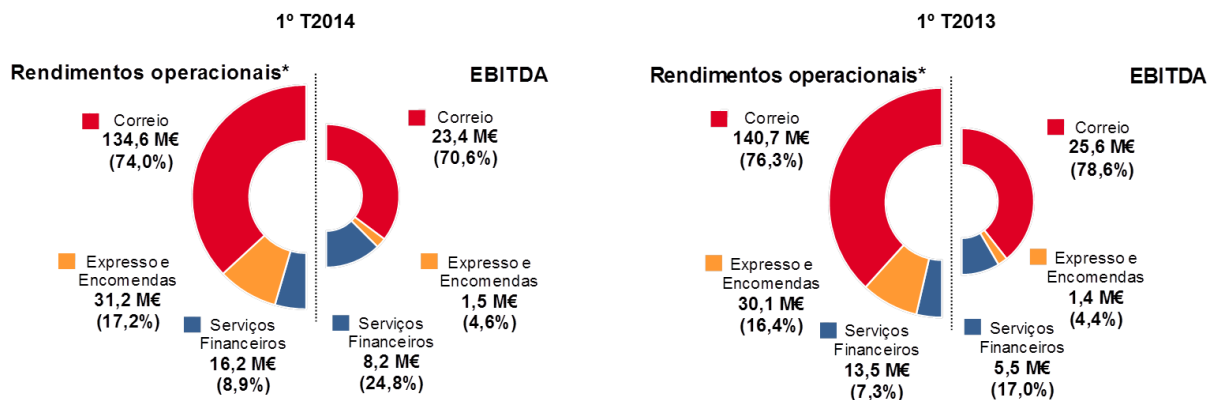 1º T2014
Rendimentos operacionais*
EBITDA
Correio
134,6 M€
(74,0%)
Correio
23,4 M€
(70,6%)
Expresso e
Encomendas
31,2 M€
(17,2%)
Expresso e
Encomendas
1,5 M€
(4,6%)
Serviços
Financeiros
16,2 M€
(8,9%)
Serviços
Financeiros
8,2 M€
(24,8%)
1º T2013
Rendimentos operacionais*
EBITDA
Correio
140,7 M€
(76,3%)
Correio
25,6 M€
(78,6%)
Expresso e
Encomendas
30,1 M€
(16,4%)
Expresso e
Encomendas
1,4 M€
(4,4%)
Serviços
Financeiros
13,5 M€
(7,3%)
Serviços
Financeiros
5,5 M€
(17,0%)